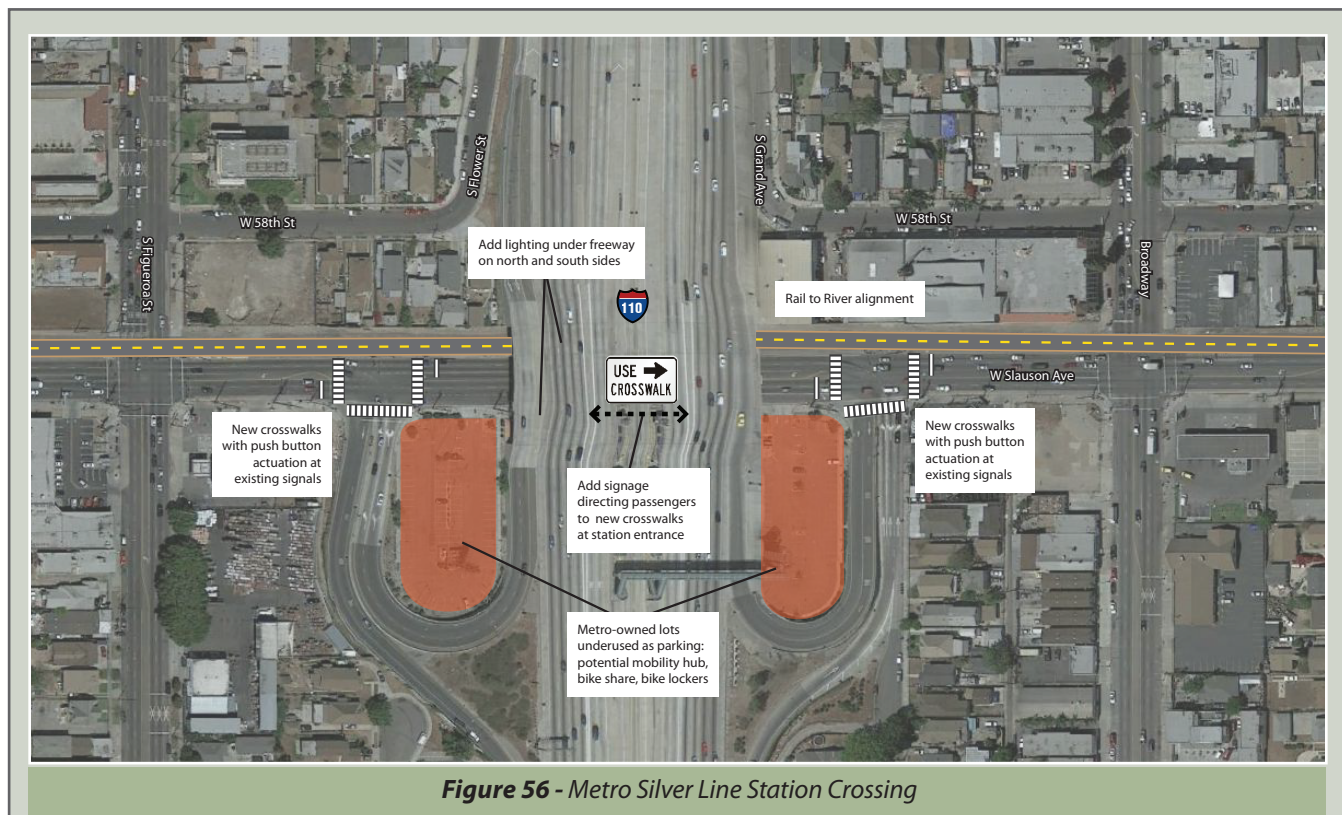 S Figueroa St
W 58th St
S Flower St
Add lighting under freeway
on north and south sides
110
S Grand Ave
W 58th St
Broadway
Rail to River alignment
USE
CROSSWALK
W Slauson Ave
New crosswalks
with push button
actuation at
existing signals
Add signage
directing passengers
to new crosswalks
at station entrance
New crosswalks
with push button
actuation at
existing signals
Metro-owned lots
underused as parking:
potential mobility hub,
bike share, bike lockers
Figure 56 - Metro Silver Line Station Crossing